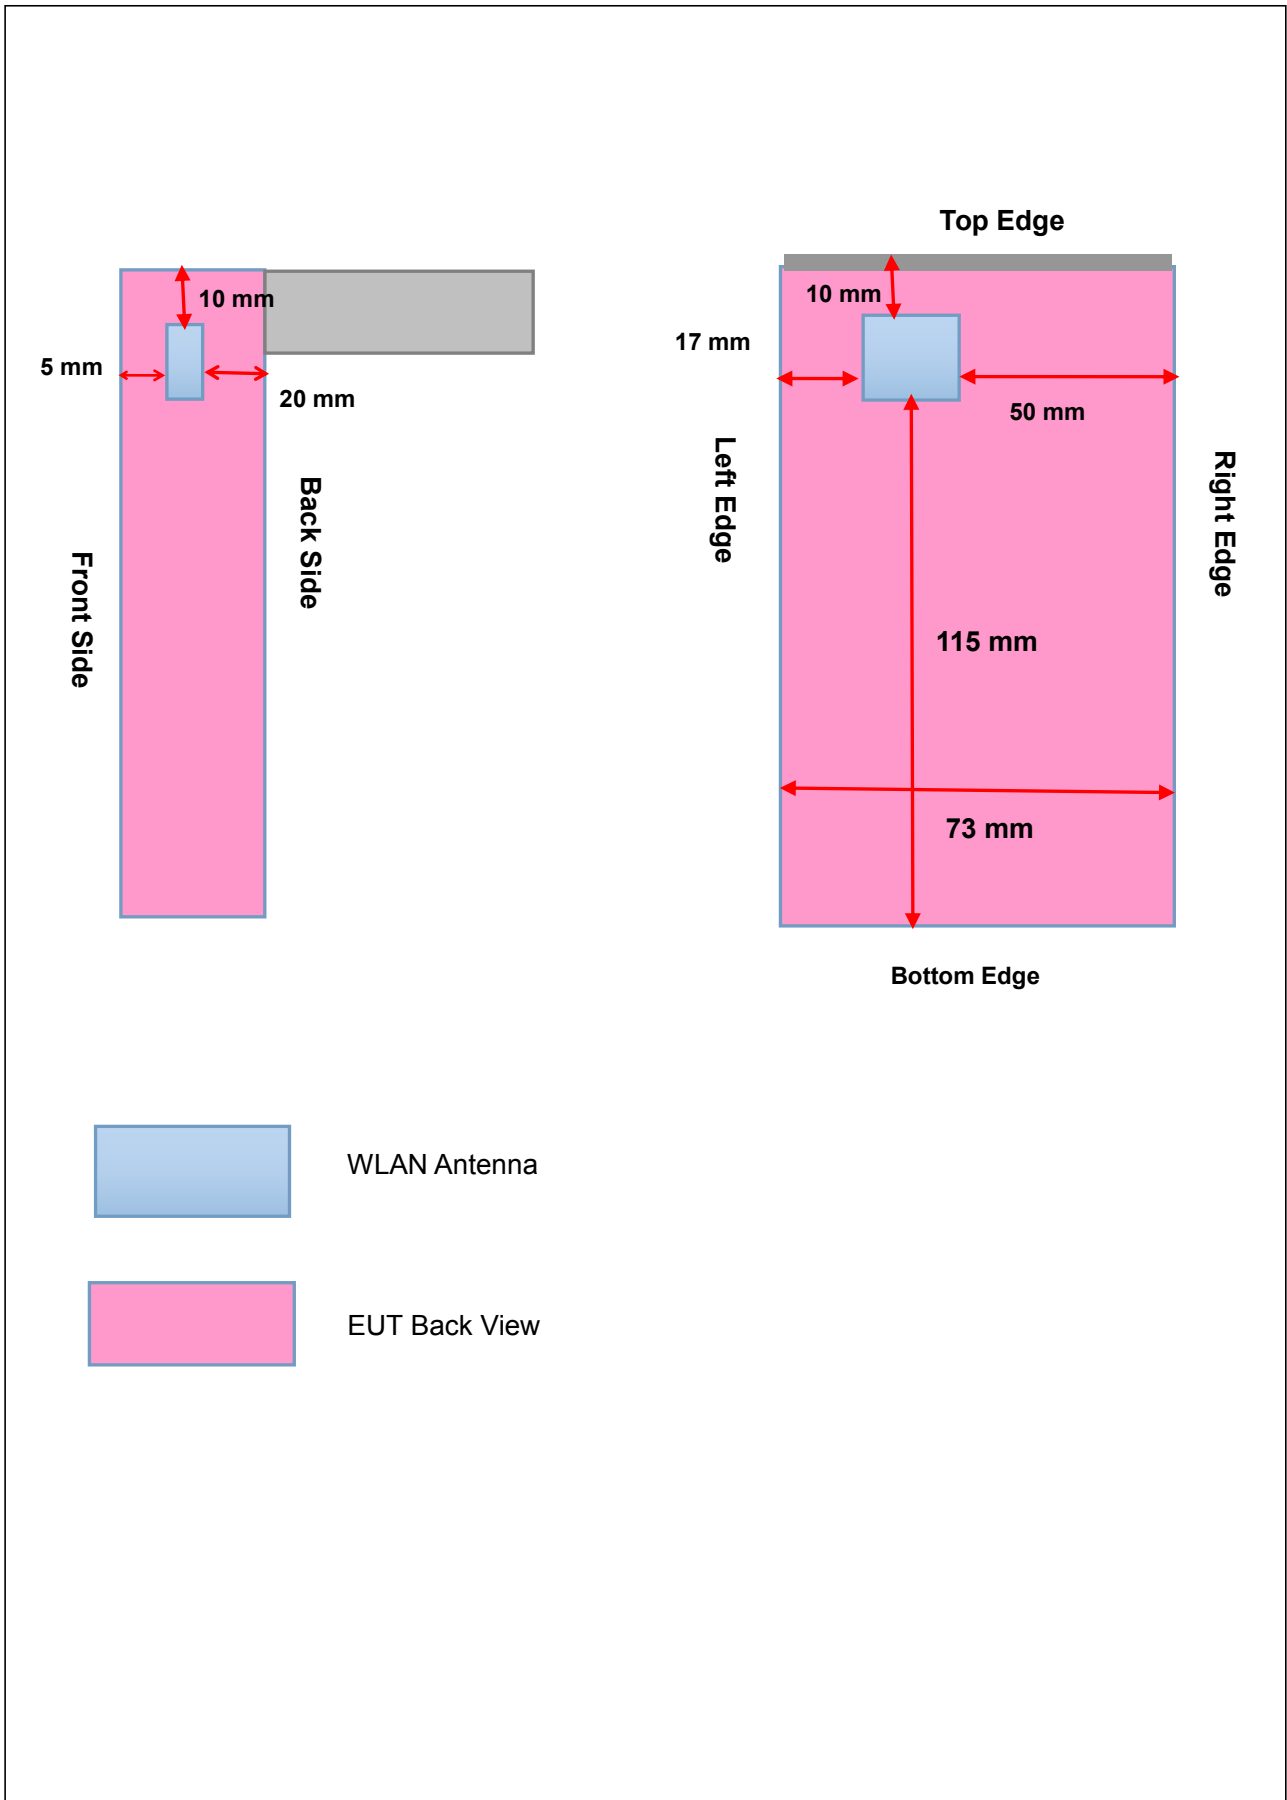 Top Edge
10 mm
5 mm
20 mm
Front Side
Back Side
10 mm
17 mm
50 mm
Left Edge
Right Edge
115 mm
73 mm
Bottom Edge
WLAN Antenna
EUT Back View